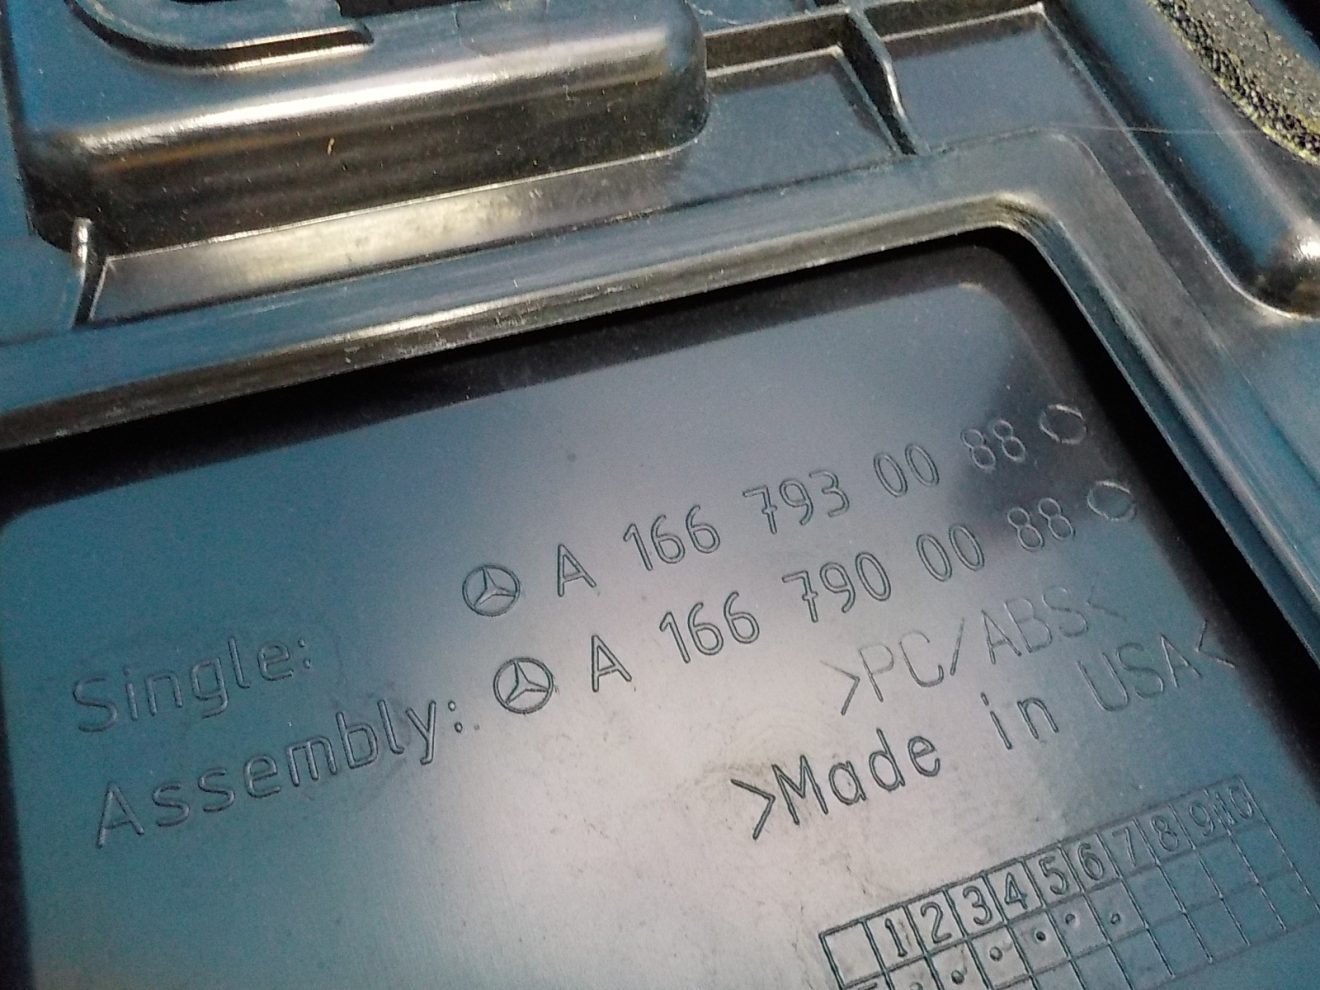 Single: A 166 793 00 88
Assembly: A 166 790 00 88
>PC/ABS<
>Made in USA<
1 2 3 4 5 6 7 8 9 10